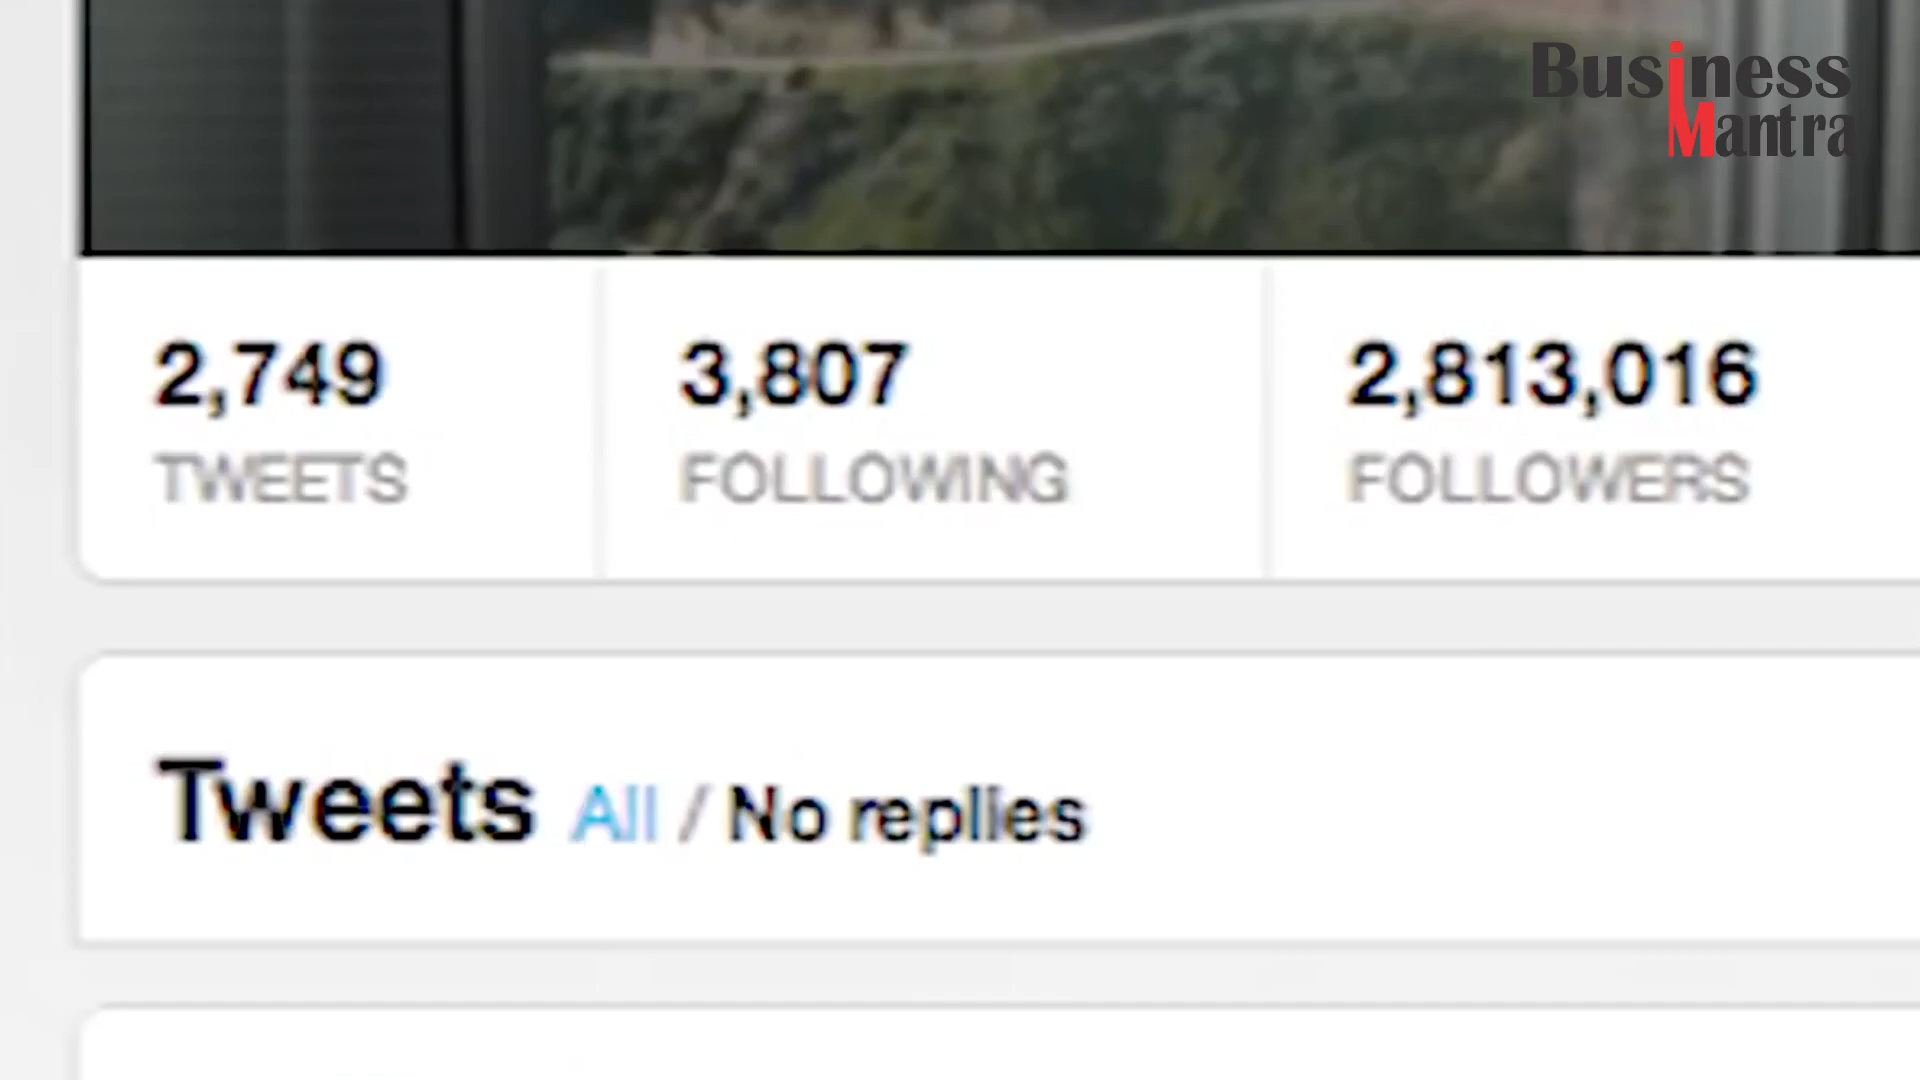 Business
Mantra
2,749 3,807 2,813,016
TWEETS FOLLOWING FOLLOWERS
Tweets All / No replies